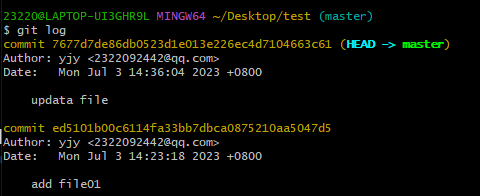 23220@LAPTOP-UI3GHR9L MINGW64 ~/Desktop/test (master)
$ git log
commit 7677d7de86db0523d1e013e226ec4d7104663c61 (HEAD -> master)
Author: yjy <2322092442@qq.com>
Date:   Mon Jul 3 14:36:04 2023 +0800
updata file
commit ed5101b00c6114fa33bb7dbca0875210aa5047d5
Author: yjy <2322092442@qq.com>
Date:   Mon Jul 3 14:23:18 2023 +0800
add file01